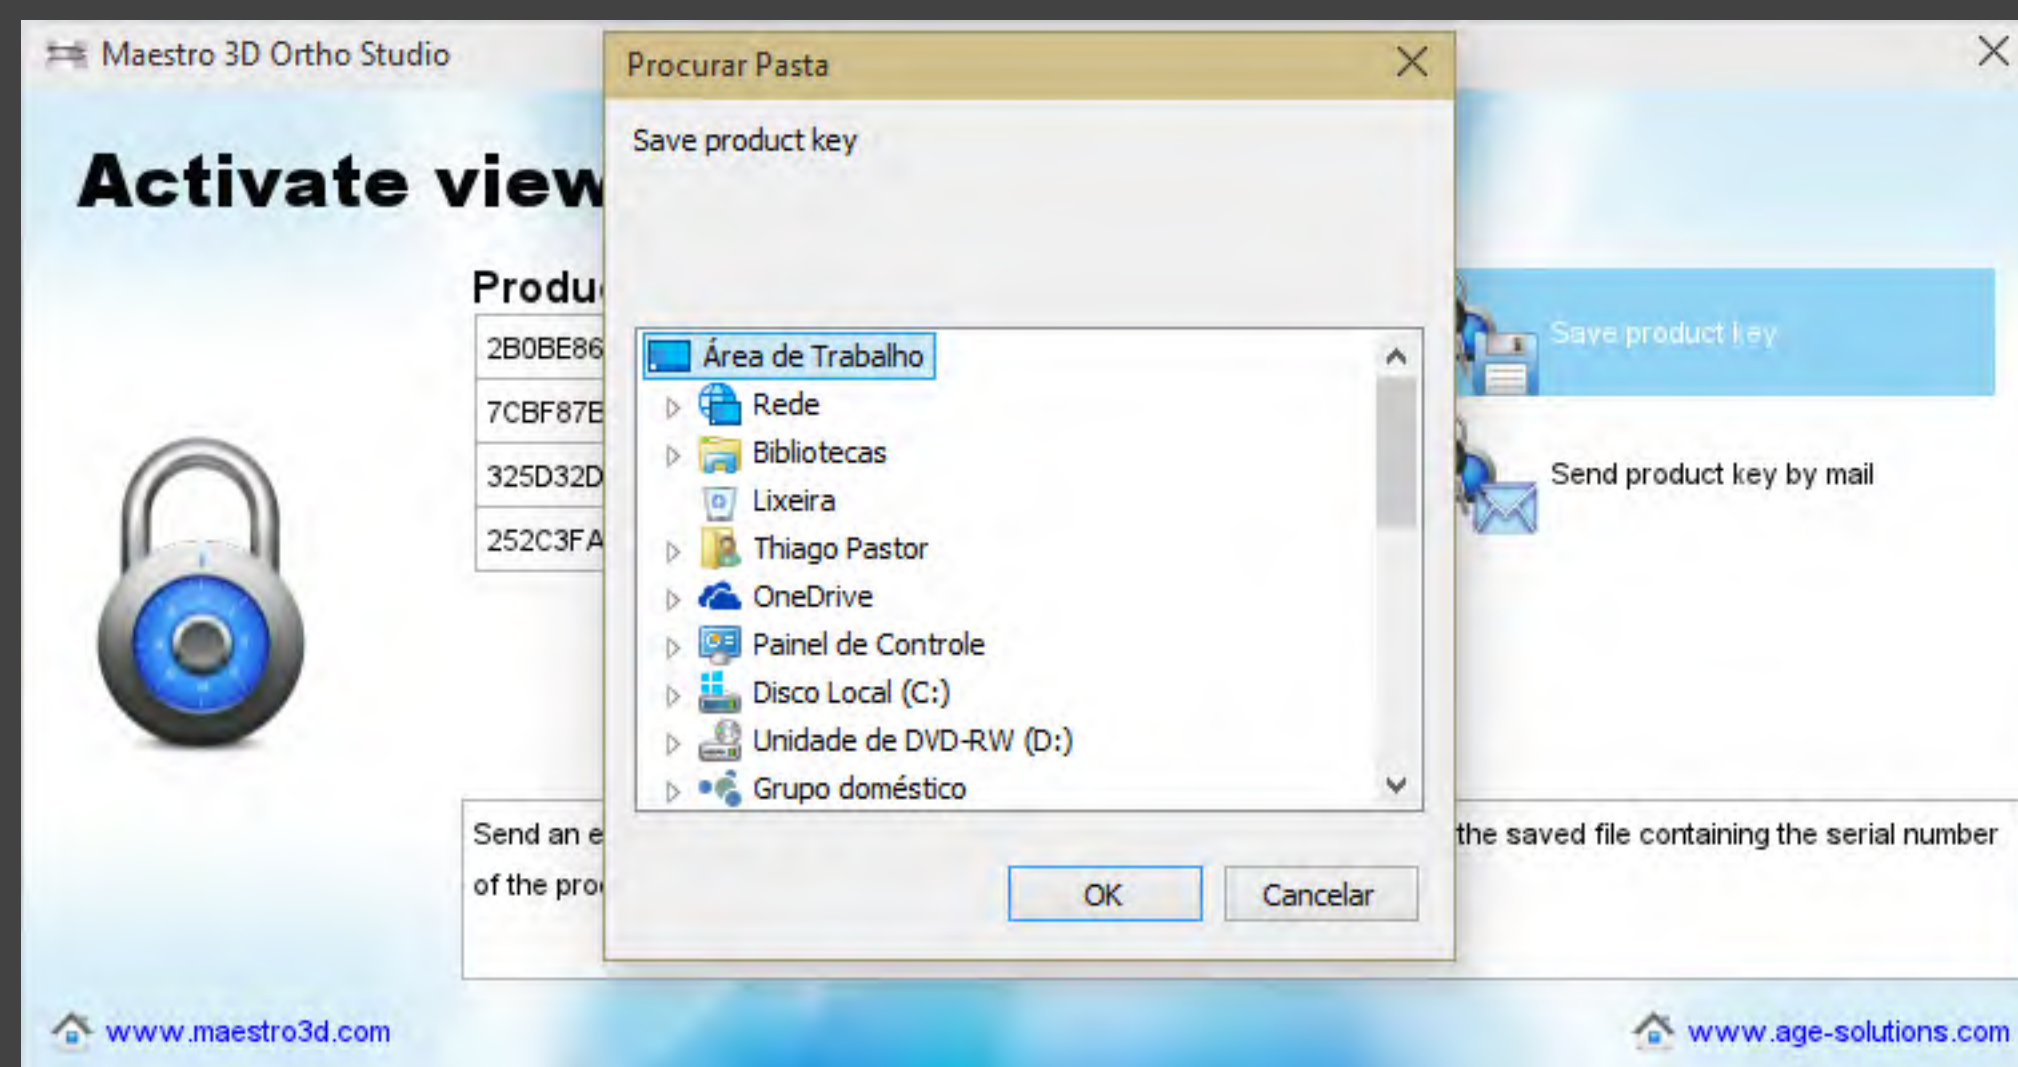 Maestro 3D Ortho Studio
Procurar Pasta
Save product key
Activate view
Produ
2B0BE86
7CBF87E
325D32D
252C3FA
Área de Trabalho
Rede
Bibliotecas
Lixeira
Thiago Pastor
OneDrive
Painel de Controle
Disco Local (C:)
Unidade de DVD-RW (D:)
Grupo doméstico
OK
Cancelar
Save product key
Send product key by mail
Send an e
the saved file containing the serial number
of the pro
www.maestro3d.com
www.age-solutions.com